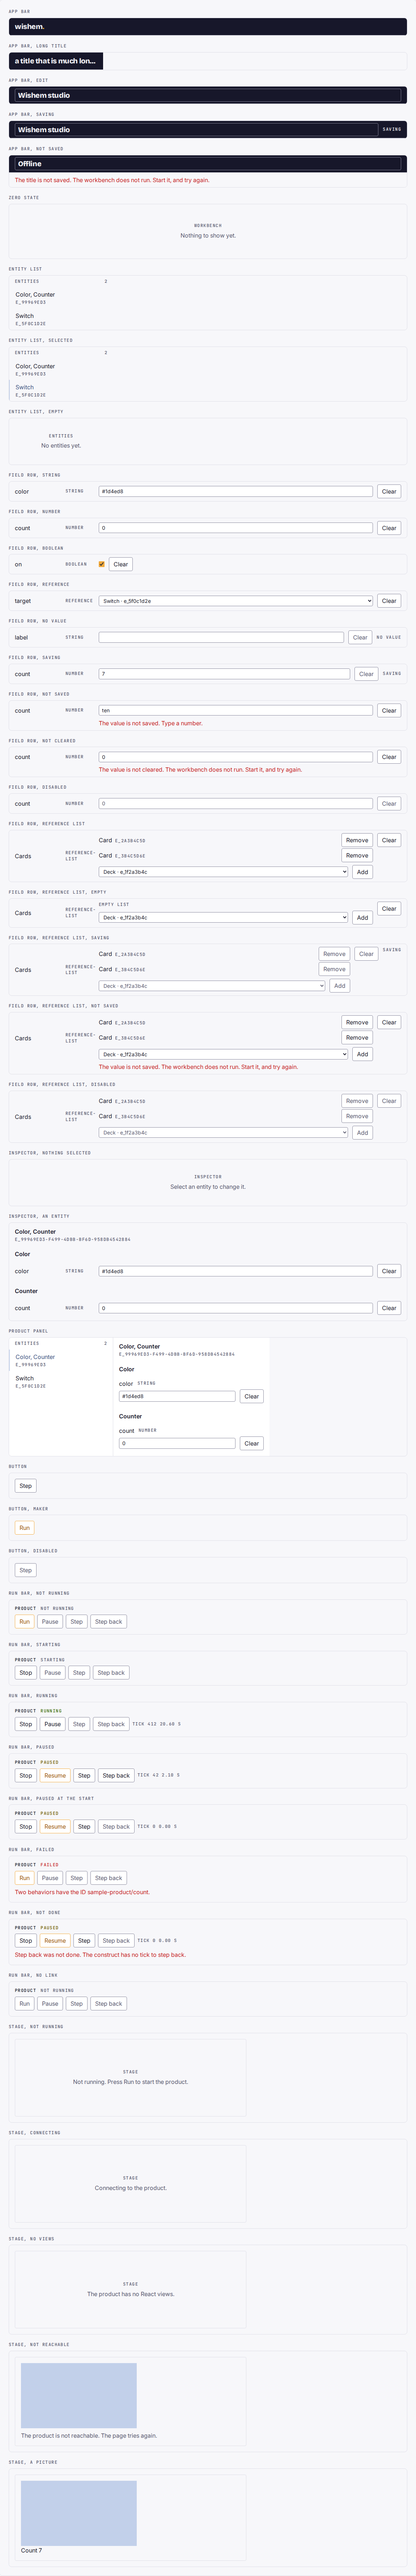 APP BAR
wishem.
APP BAR, LONG TITLE
a title that is much lon...
APP BAR, EDIT
Wishem studio
APP BAR, SAVING
Wishem studio SAVING
APP BAR, NOT SAVED
Offline
The title is not saved. The workbench does not run. Start it, and try again.
ZERO STATE
WORKBENCH
Nothing to show yet.
ENTITY LIST
ENTITIES 2
Color, Counter
E_99969ED3
Switch
E_5F0C1D2E
ENTITY LIST, SELECTED
ENTITIES 2
Color, Counter
E_99969ED3
Switch
E_5F0C1D2E
ENTITY LIST, EMPTY
ENTITIES
No entities yet.
FIELD ROW, STRING
color STRING #1d4ed8 Clear
FIELD ROW, NUMBER
count NUMBER 0 Clear
FIELD ROW, BOOLEAN
on BOOLEAN Clear
FIELD ROW, REFERENCE
target REFERENCE Switch · e_5f0c1d2e Clear
FIELD ROW, NO VALUE
label STRING Clear NO VALUE
FIELD ROW, SAVING
count NUMBER 7 Clear SAVING
FIELD ROW, NOT SAVED
count NUMBER ten Clear
The value is not saved. Type a number.
FIELD ROW, NOT CLEARED
count NUMBER 0 Clear
The value is not cleared. The workbench does not run. Start it, and try again.
FIELD ROW, DISABLED
count NUMBER 0 Clear
FIELD ROW, REFERENCE LIST
Card E_2A3B4C5D Remove Clear
Cards REFERENCE-LIST
Card E_3B4C5D6E Remove
Deck · e_1f2a3b4c Add
FIELD ROW, REFERENCE LIST, EMPTY
EMPTY LIST Clear
Cards REFERENCE-LIST
Deck · e_1f2a3b4c Add
FIELD ROW, REFERENCE LIST, SAVING
Card E_2A3B4C5D Remove Clear SAVING
Cards REFERENCE-LIST
Card E_3B4C5D6E Remove
Deck · e_1f2a3b4c Add
FIELD ROW, REFERENCE LIST, NOT SAVED
Card E_2A3B4C5D Remove Clear
Cards REFERENCE-LIST
Card E_3B4C5D6E Remove
Deck · e_1f2a3b4c Add
The value is not saved. The workbench does not run. Start it, and try again.
FIELD ROW, REFERENCE LIST, DISABLED
Card E_2A3B4C5D Remove Clear
Cards REFERENCE-LIST
Card E_3B4C5D6E Remove
Deck · e_1f2a3b4c Add
INSPECTOR, NOTHING SELECTED
INSPECTOR
Select an entity to change it.
INSPECTOR, AN ENTITY
Color, Counter
Color
color STRING #1d4ed8 Clear
Counter
count NUMBER 0 Clear
PRODUCT PANEL
ENTITIES 2
Color, Counter
E_99969ED3
Switch
E_5F0C1D2E
Color, Counter
Color
color STRING
#1d4ed8 Clear
Counter
count NUMBER
0 Clear
BUTTON
Step
BUTTON, MAKER
Run
BUTTON, DISABLED
Step
RUN BAR, NOT RUNNING
PRODUCT NOT RUNNING
Run Pause Step Step back
RUN BAR, STARTING
PRODUCT STARTING
Stop Pause Step Step back
RUN BAR, RUNNING
PRODUCT RUNNING
Stop Pause Step Step back TICK 412 20.60 S
RUN BAR, PAUSED
PRODUCT PAUSED
Stop Resume Step Step back TICK 42 2.10 S
RUN BAR, PAUSED AT THE START
PRODUCT PAUSED
Stop Resume Step Step back TICK 0 0.00 S
RUN BAR, FAILED
PRODUCT FAILED
Run Pause Step Step back
Two behaviors have the ID sample-product/count.
RUN BAR, NOT DONE
PRODUCT PAUSED
Stop Resume Step Step back TICK 0 0.00 S
Step back was not done. The construct has no tick to step back.
RUN BAR, NO LINK
PRODUCT NOT RUNNING
Run Pause Step Step back
STAGE, NOT RUNNING
STAGE
Not running. Press Run to start the product.
STAGE, CONNECTING
STAGE
Connecting to the product.
STAGE, NO VIEWS
STAGE
The product has no React views.
STAGE, NOT REACHABLE
The product is not reachable. The page tries again.
STAGE, A PICTURE
Count 7